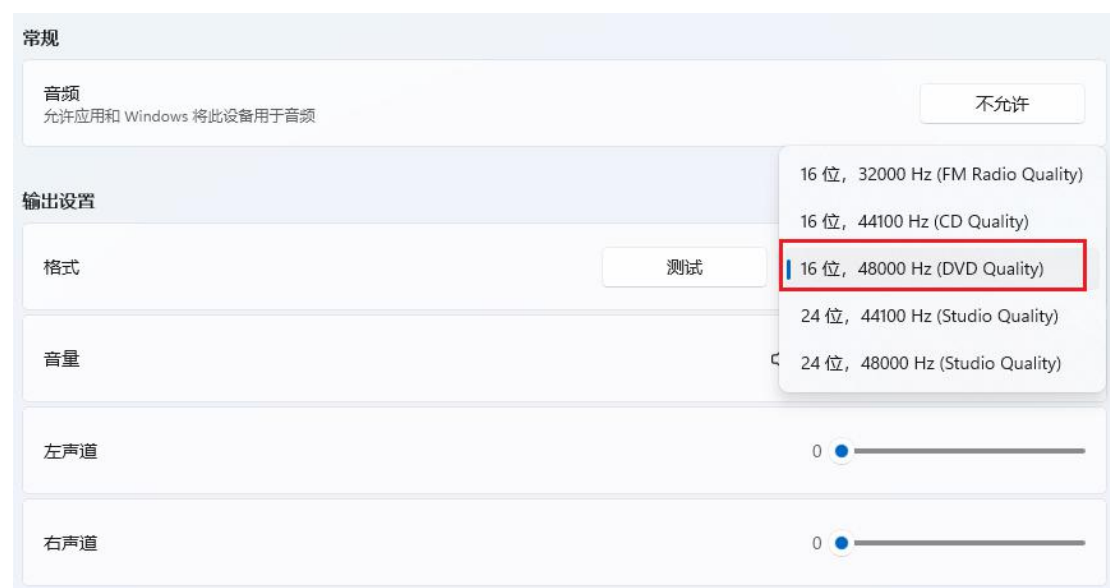 常规
音频
允许应用和 Windows 将此设备用于音频
不允许
输出设置
格式
测试
16 位，32000 Hz (FM Radio Quality)
16 位，44100 Hz (CD Quality)
16 位，48000 Hz (DVD Quality)
24 位，44100 Hz (Studio Quality)
24 位，48000 Hz (Studio Quality)
音量
左声道
0
右声道
0